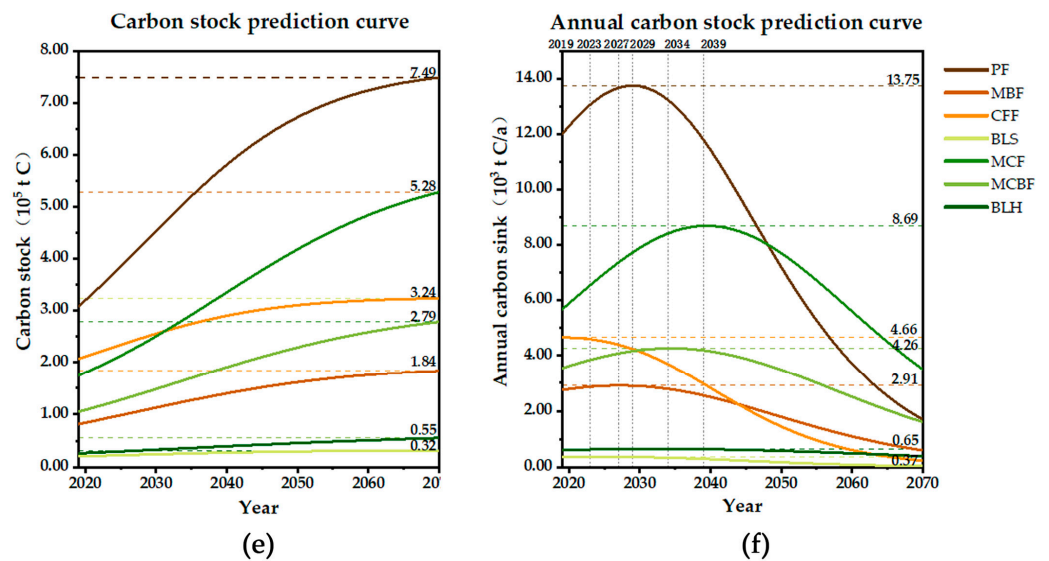 Carbon stock prediction curve
8.00
7.00
6.00
5.00
4.00
3.00
2.00
1.00
0.00
Carbon stock（10⁵ t C）
7.49
5.28
3.24
2.79
1.84
0.55
0.32
2020 2030 2040 2050 2060 20
Year
(e)
Annual carbon stock prediction curve
2019 2023 2027 2029 2034 2039
14.00
12.00
10.00
8.00
6.00
4.00
2.00
0.00
Annual carbon sink（10³ t C/a）
13.75
8.69
4.66
4.26
2.91
0.65
0.37
2020 2030 2040 2050 2060 2070
Year
(f)
PF
MBF
CFF
BLS
MCF
MCBF
BLH